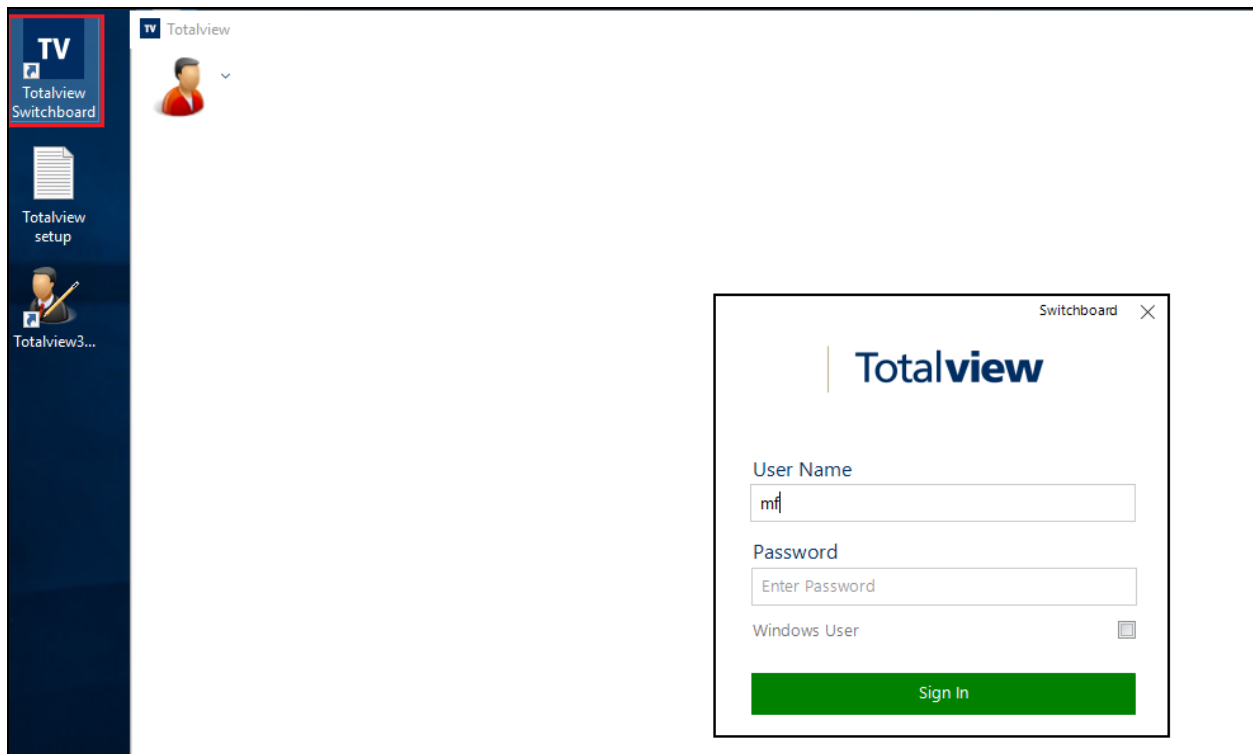 TV
Totalview
Switchboard
Totalview
setup
Totalview3...
TV Totalview
Switchboard
Totalview
User Name
mf
Password
Enter Password
Windows User
Sign In